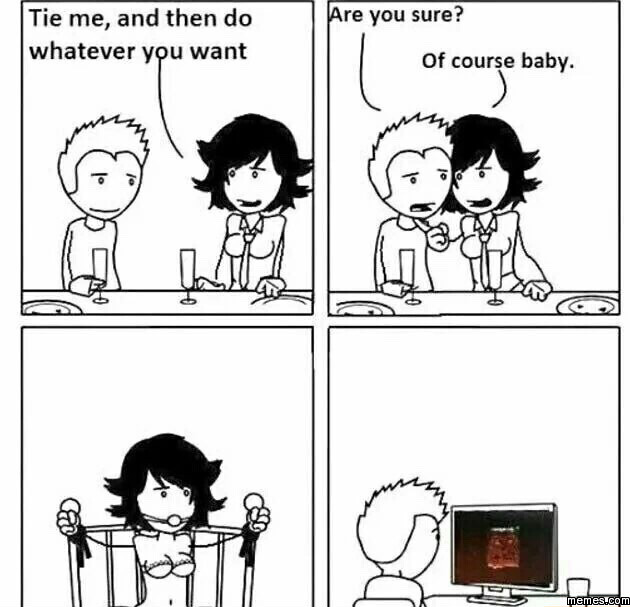 Tie me, and then do
whatever you want
Are you sure?
Of course baby.
memes.com